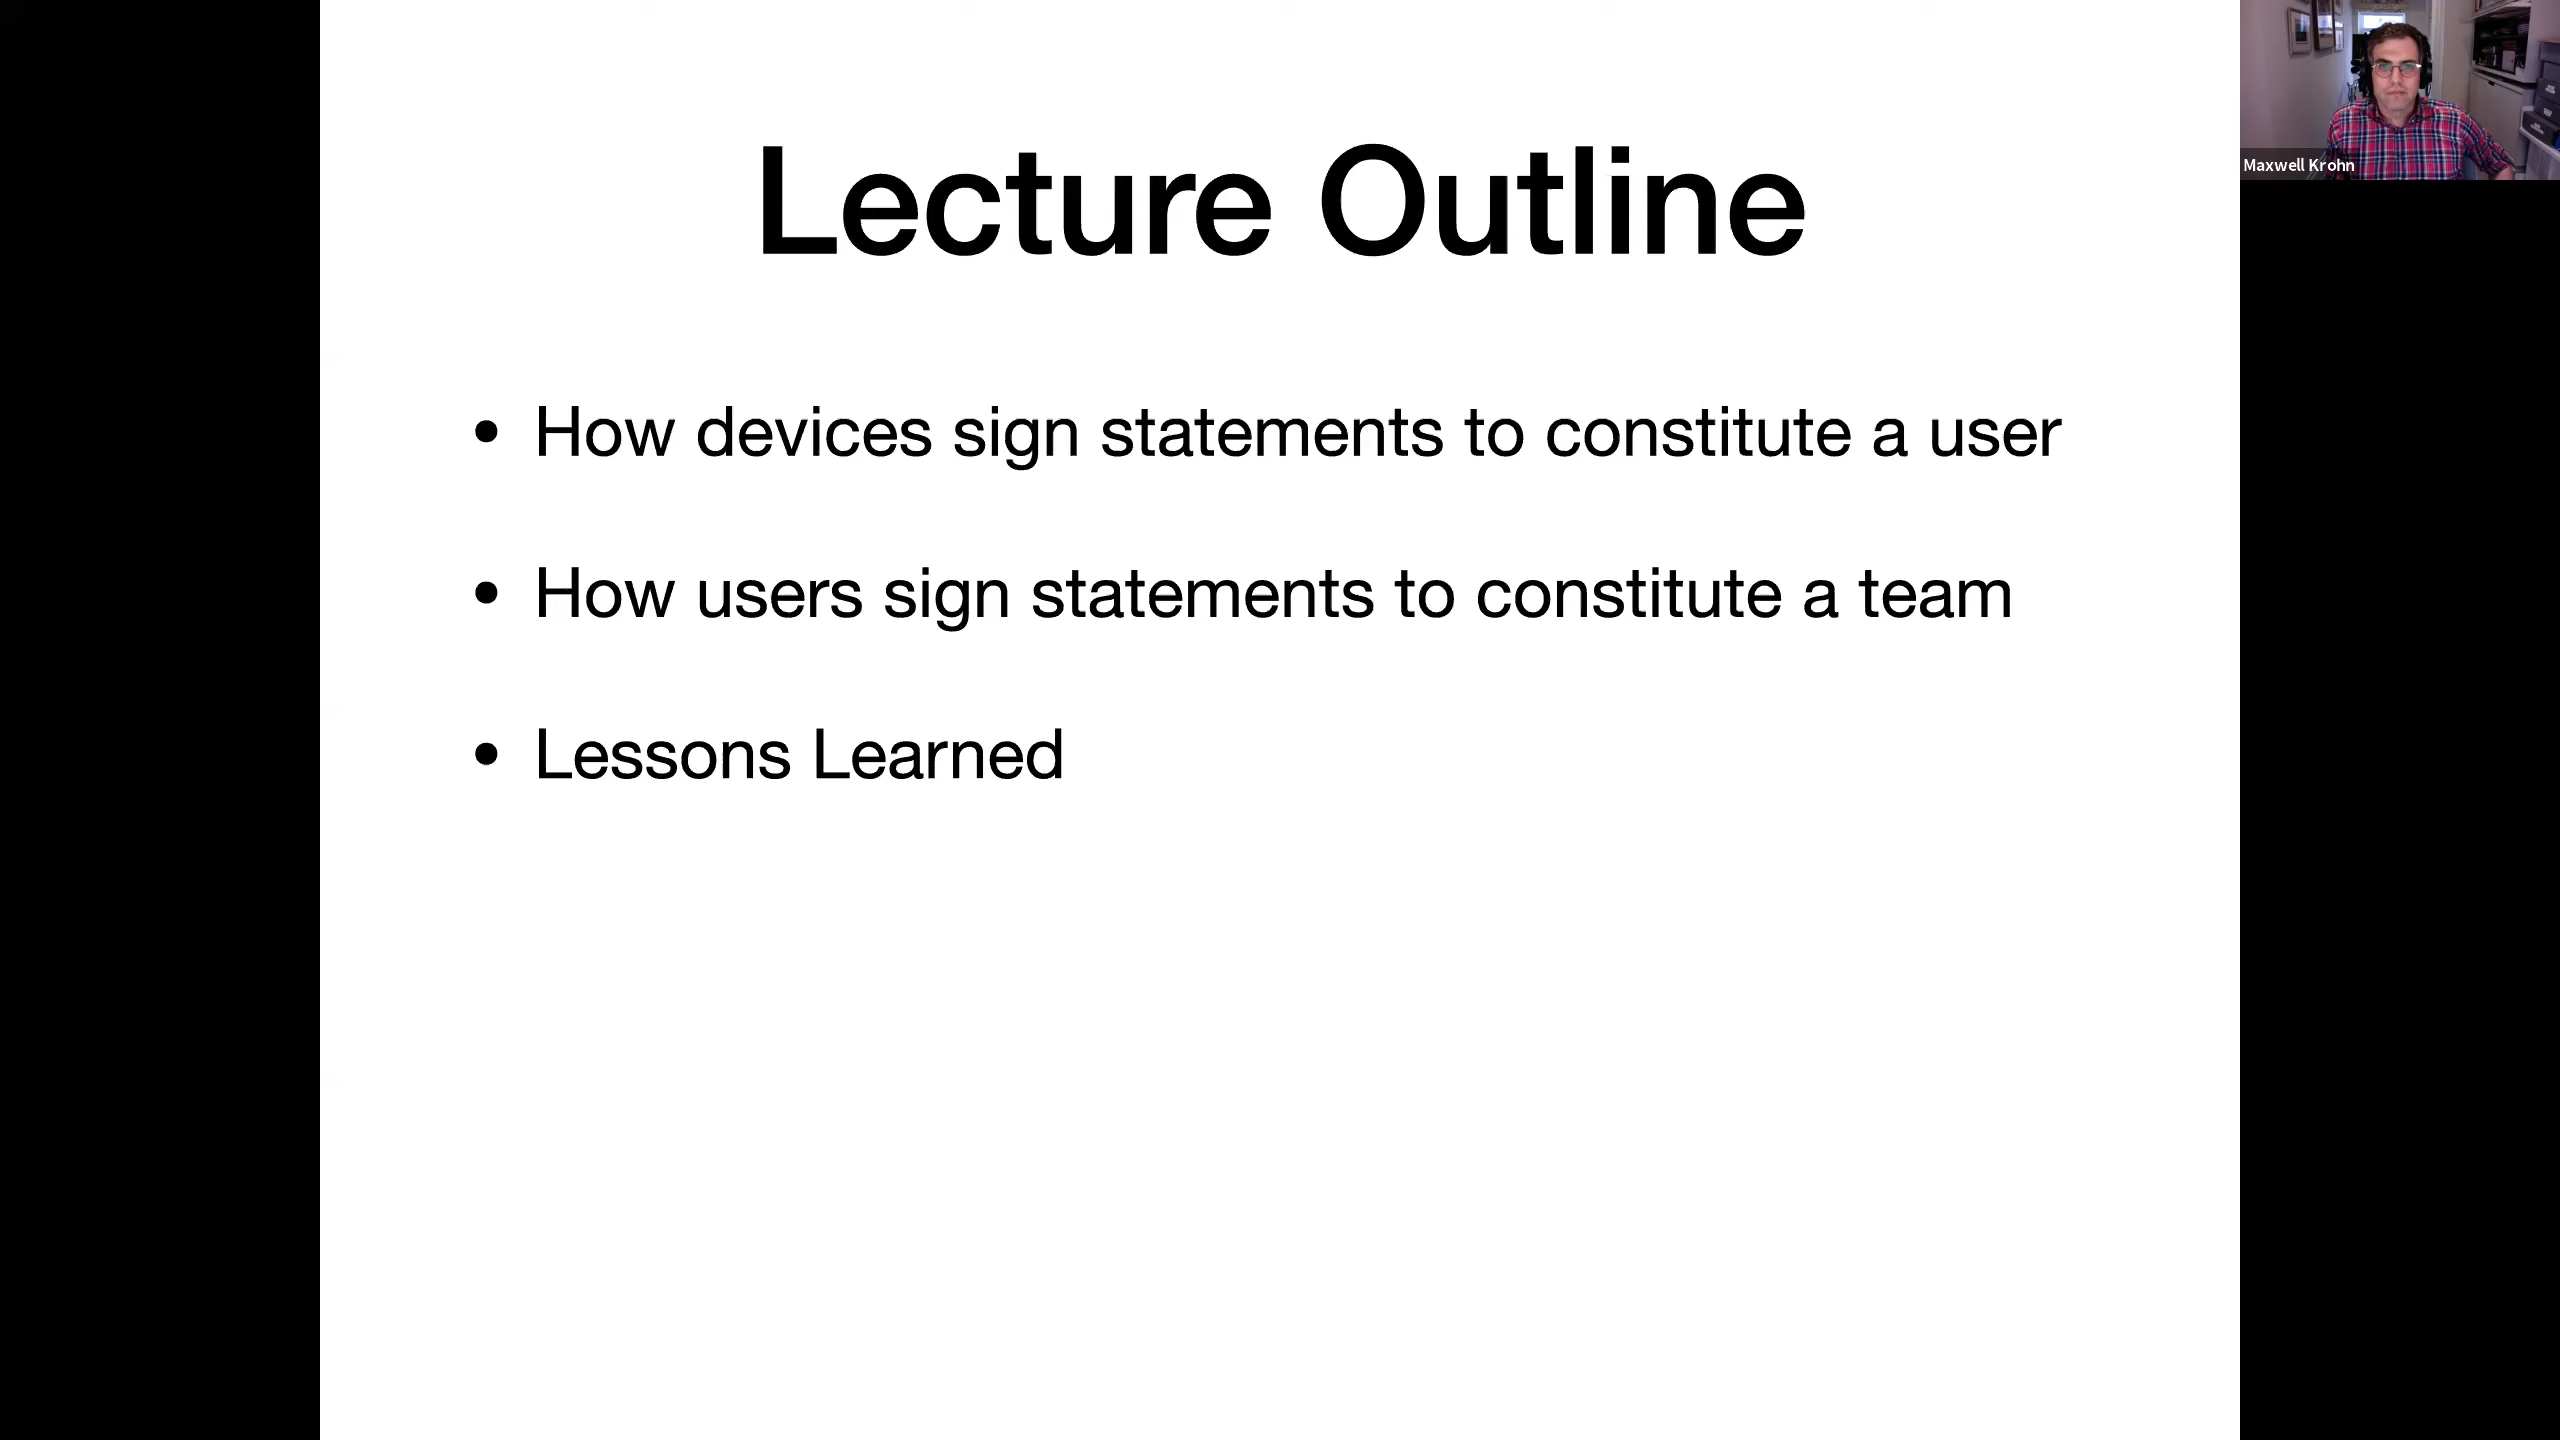 Lecture Outline
• How devices sign statements to constitute a user
• How users sign statements to constitute a team
• Lessons Learned
Maxwell Krohn